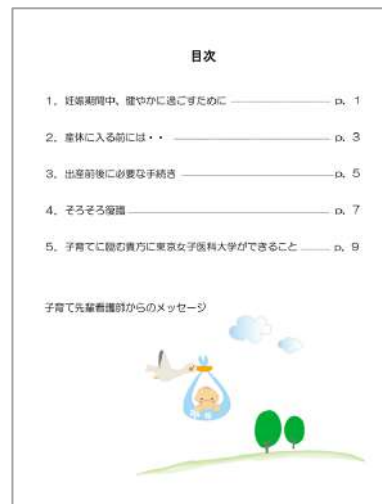 目次
1. 妊娠期間中、健やかに過ごすために p. 1
2. 産休に入る前には・・ p. 3
3. 出産前後に必要な手続き p. 5
4. そろそろ復職 p. 7
5. 子育てに臨む貴方に東京女子医科大学ができること p. 9
子育て先輩看護師からのメッセージ